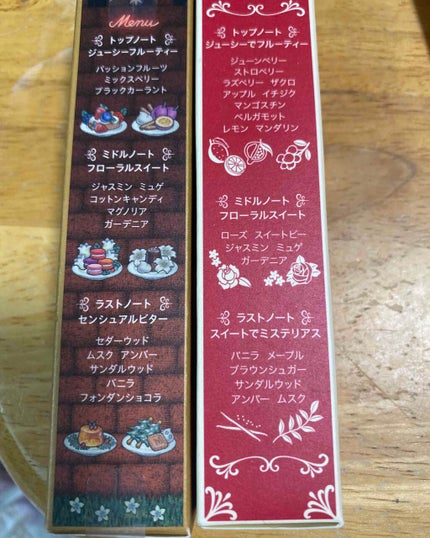 Menu
トップノート
ジューシーフルーティー
パッションフルーツ
ミックスベリー
ブラックカーラント
ミドルノート
フローラルスイート
ジャスミン ミュゲ
コットンキャンディ
マグノリア
ガーデニア
ラストノート
センシュアルビター
セダーウッド
ムスク アンバー
サンダルウッド
バニラ
フォンダンショコラ
トップノート
ジューシーでフルーティー
ジューンベリー
ストロベリー
ラズベリー ザクロ
アップル イチジク
マンゴスチン
ベルガモット
レモン マンダリン
ミドルノート
フローラルスイート
ローズ スイートピー
ジャスミン ミュゲ
ガーデニア
ラストノート
スイートでミステリアス
バニラ メープル
ブラウンシュガー
サンダルウッド
アンバー ムスク